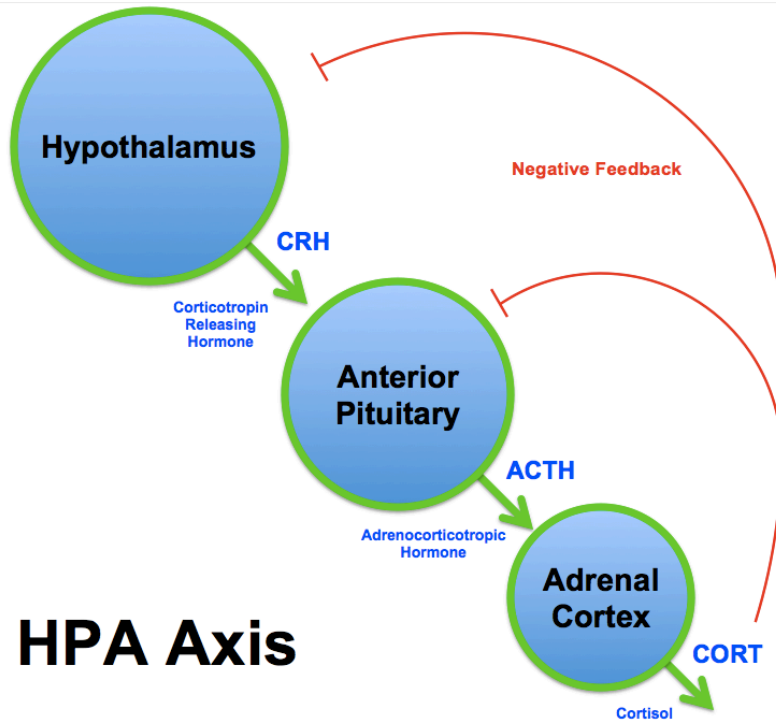 Hypothalamus
Negative Feedback
CRH
Corticotropin
Releasing
Hormone
Anterior
Pituitary
ACTH
Adrenocorticotropic
Hormone
Adrenal
Cortex
HPA Axis
CORT
Cortisol